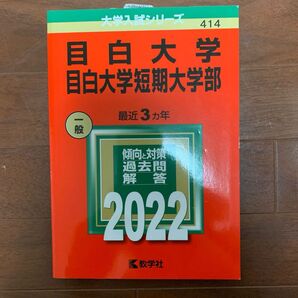 大学入試シリーズ
414
目白大学
目白大学短期大学部
一般
最近3カ年
傾向と対策
過去問
解答
2022
教学社